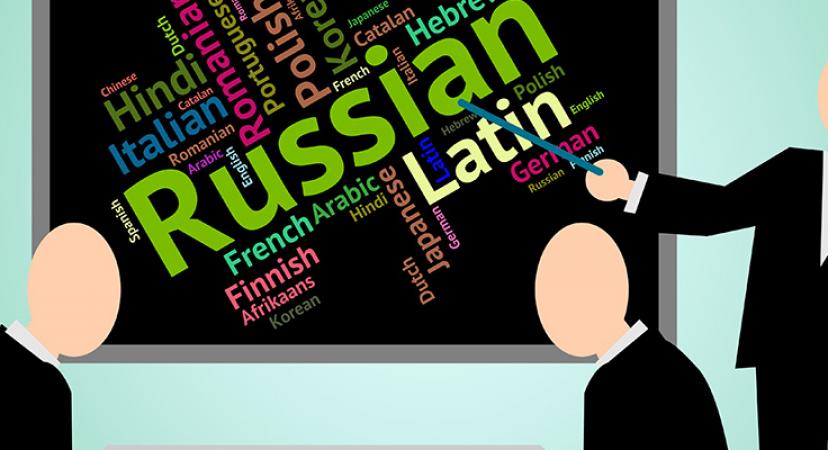 Chinese
Hindi
Dutch
Romanian
Portuguese
Polish
Korean
Japanese
Catalan
Hebrew
French
Italian
Italian
Catalan
Romanian
Arabic
English
Russian
Hebrew
Polish
English
Latin
Latin
German
Finnish
Russian
Spanish
French
Arabic
Hindi
Japanese
German
Dutch
Finnish
Afrikaans
Korean